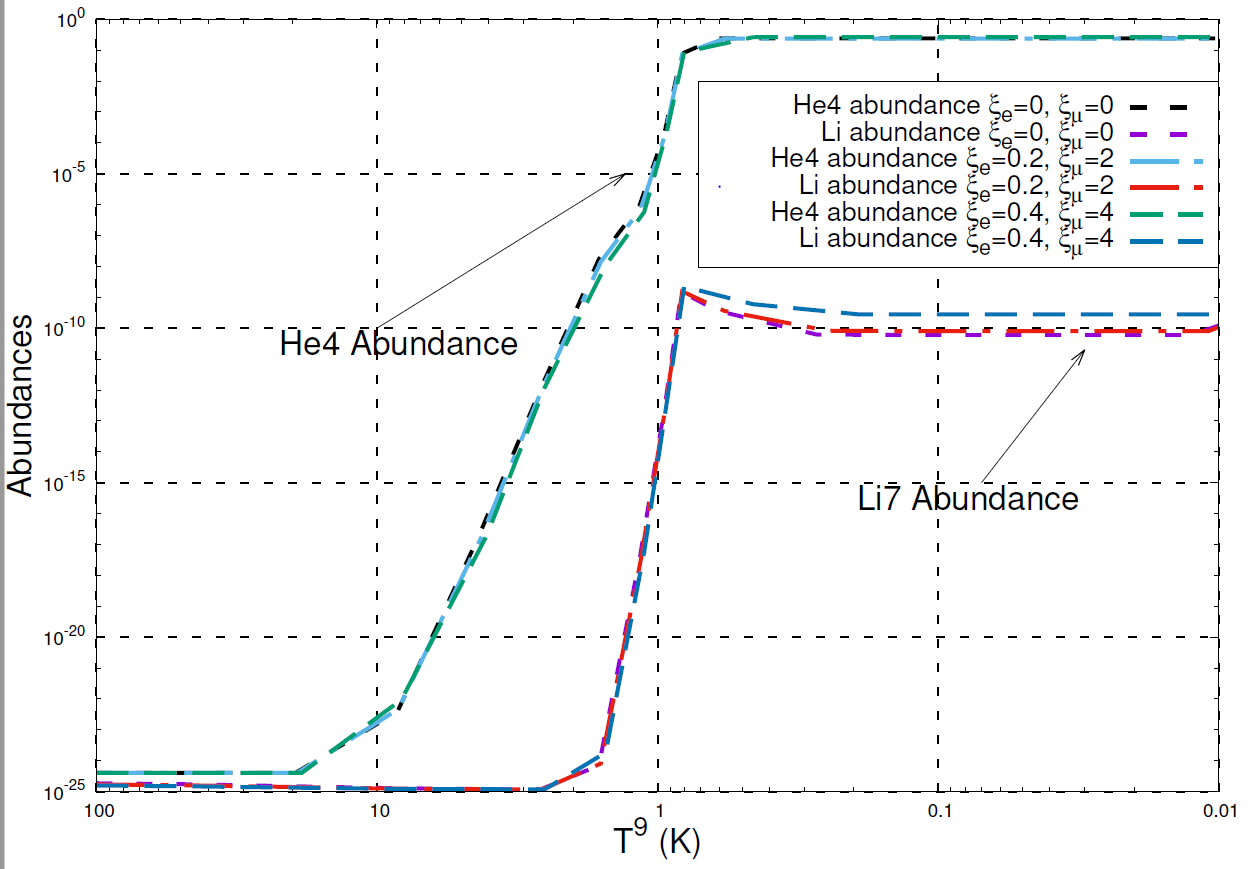 10^0
10^-5
10^-10
10^-15
10^-20
10^-25
Abundances
He4 abundance ξe=0, ξμ=0
Li abundance ξe=0, ξμ=0
He4 abundance ξe=0.2, ξμ=2
Li abundance ξe=0.2, ξμ=2
He4 abundance ξe=0.4, ξμ=4
Li abundance ξe=0.4, ξμ=4
He4 Abundance
Li7 Abundance
100 10 1 0.1 0.01
T^9 (K)